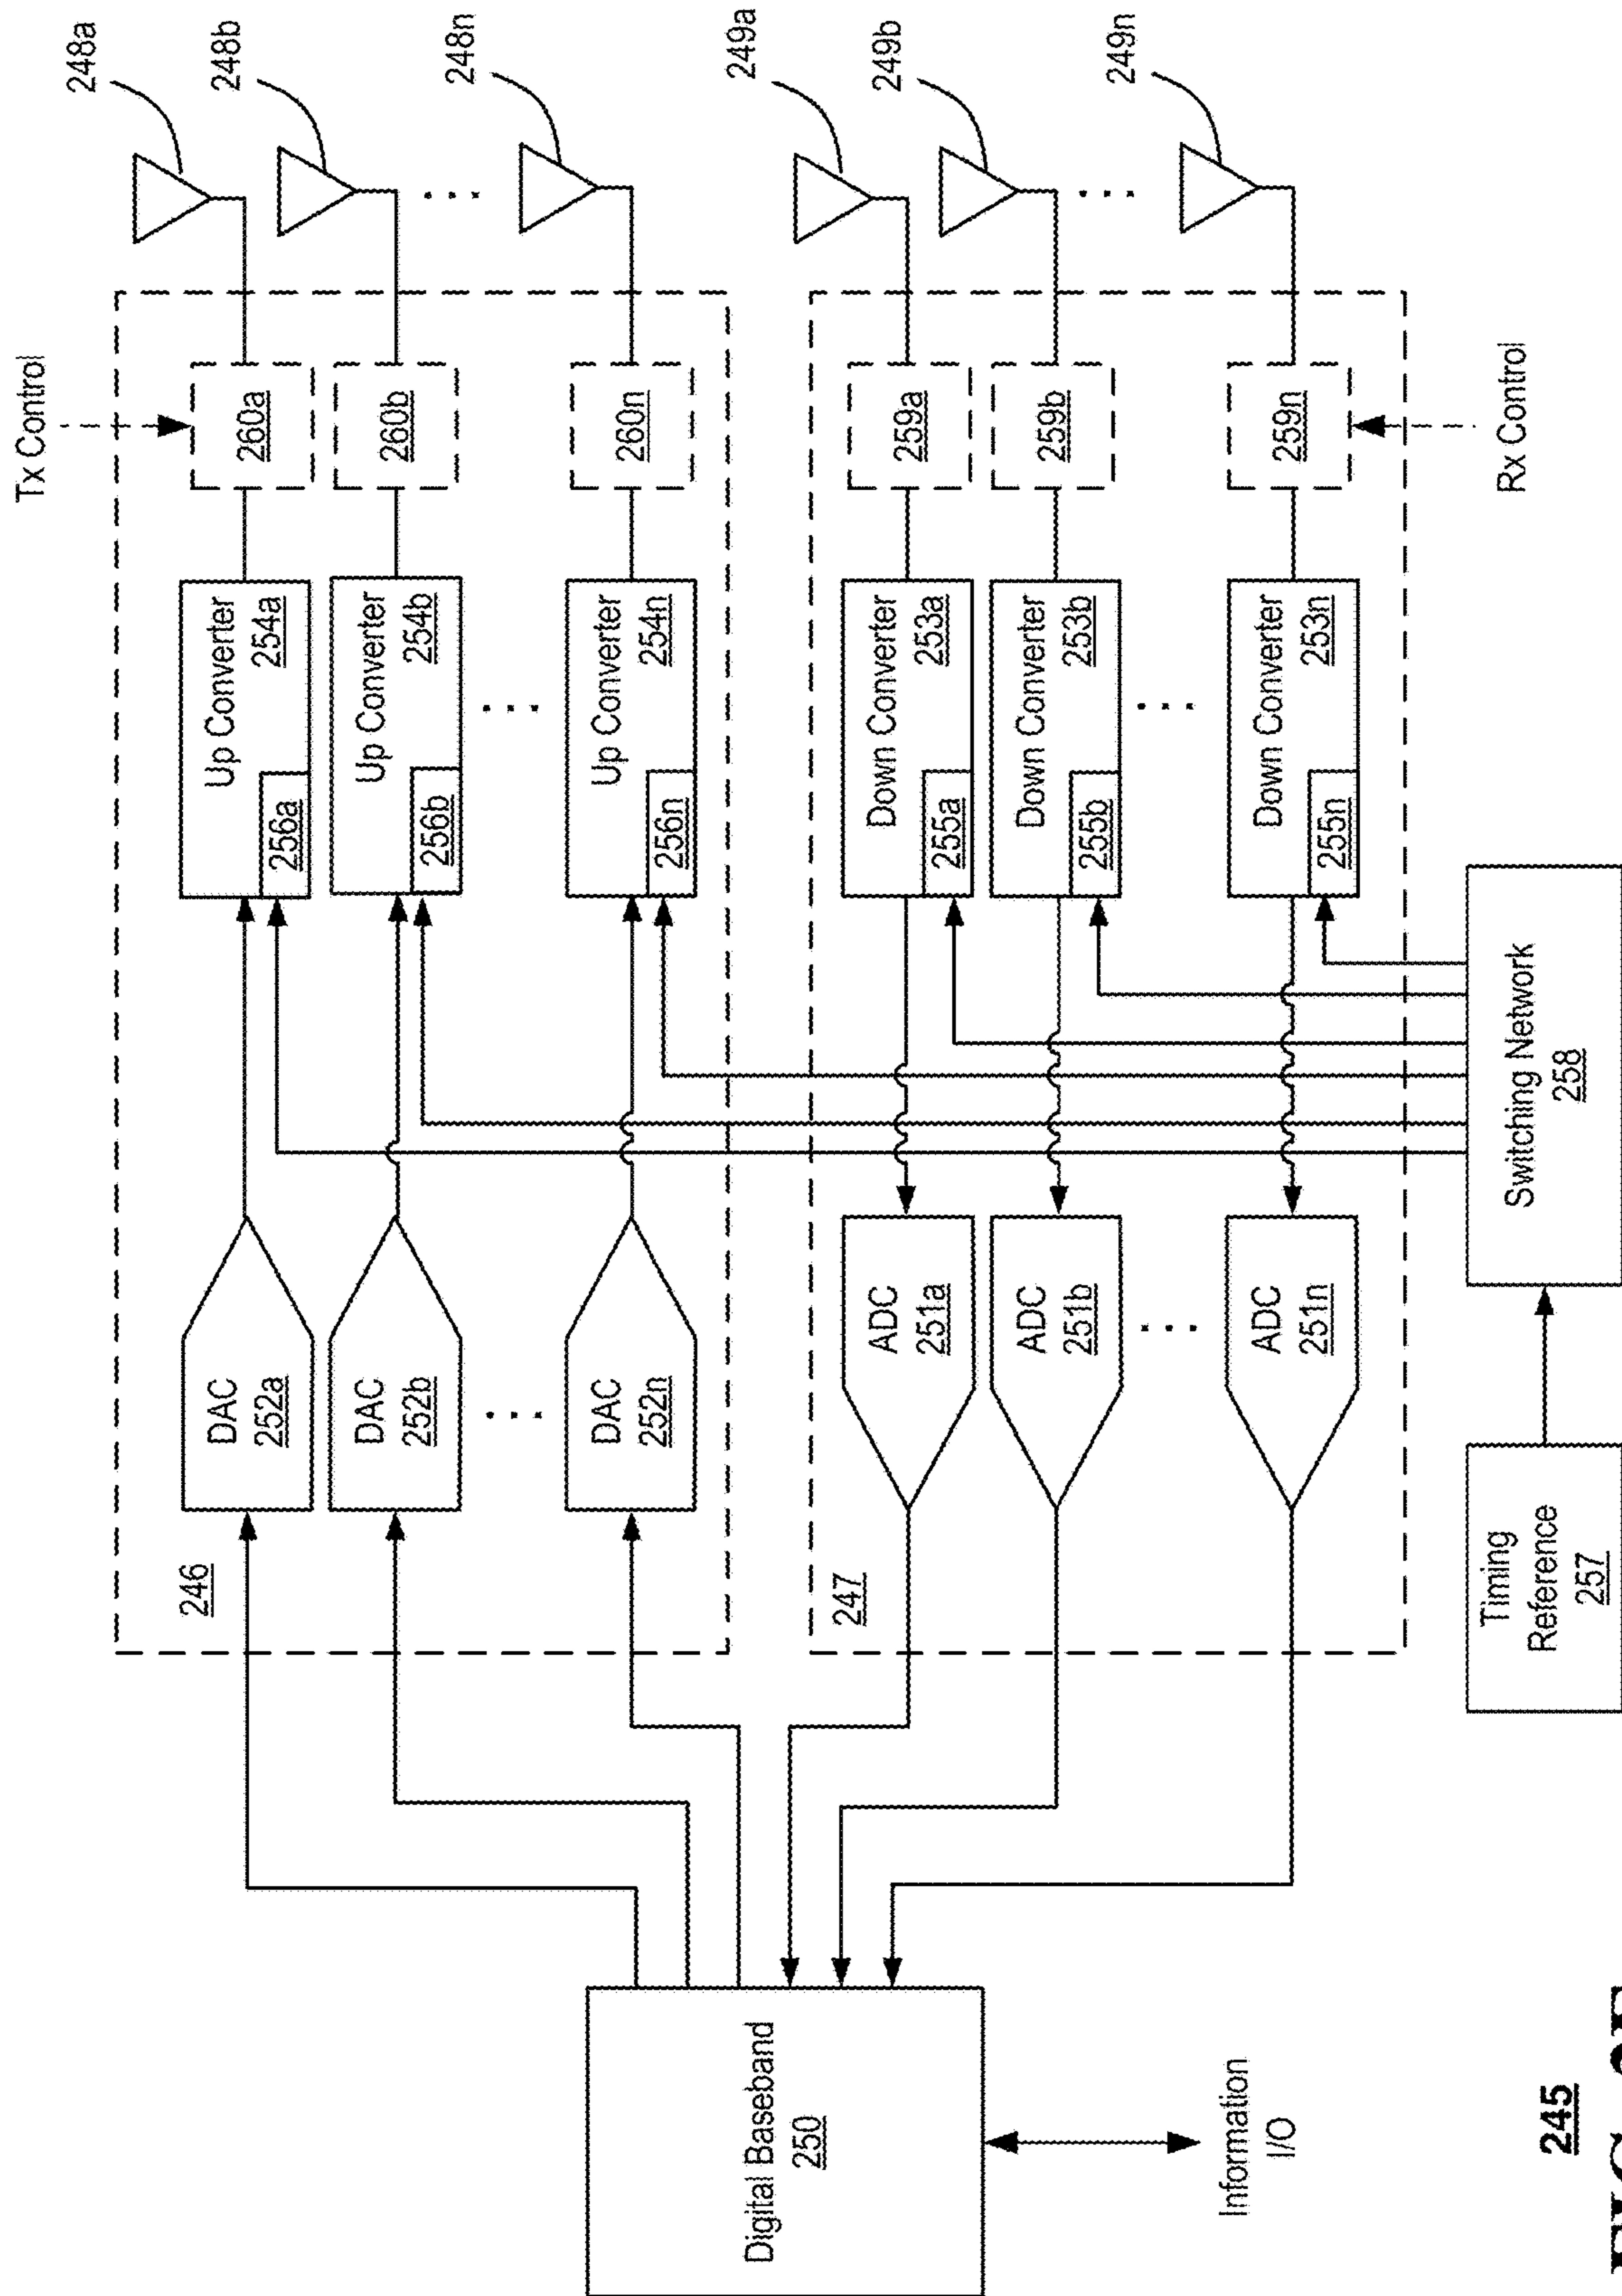 Tx Control
248a
248b
248n
249a
249b
249n
246
DAC
252a
DAC
252b
...
DAC
252n
Up Converter
254a
256a
Up Converter
254b
256b
...
Up Converter
254n
256n
260a
260b
260n
...
247
ADC
251a
ADC
251b
...
ADC
251n
Down Converter
253a
255a
Down Converter
253b
255b
...
Down Converter
253n
255n
259a
259b
259n
...
Rx Control
Digital Baseband
250
Information
I/O
Timing
Reference
257
Switching Network
258
245